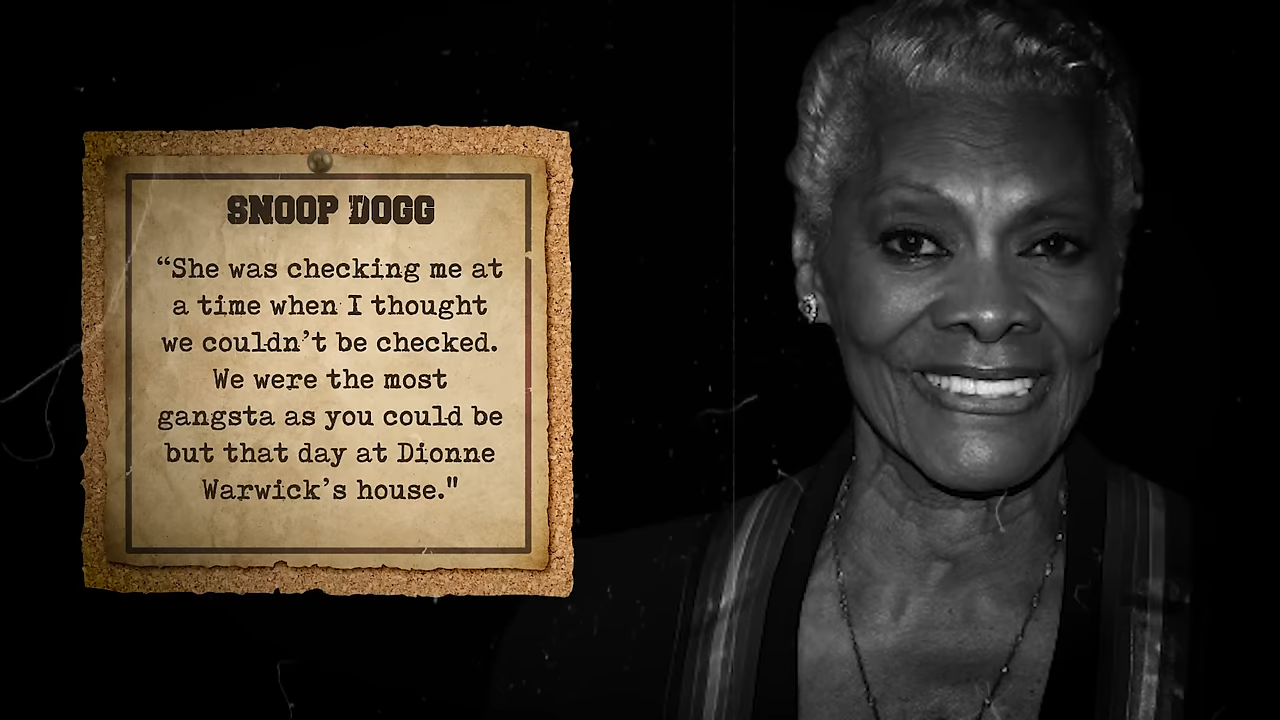 SNOOP DOGG
“She was checking me at
a time when I thought
we couldn’t be checked.
We were the most
gangsta as you could be
but that day at Dionne
Warwick’s house."